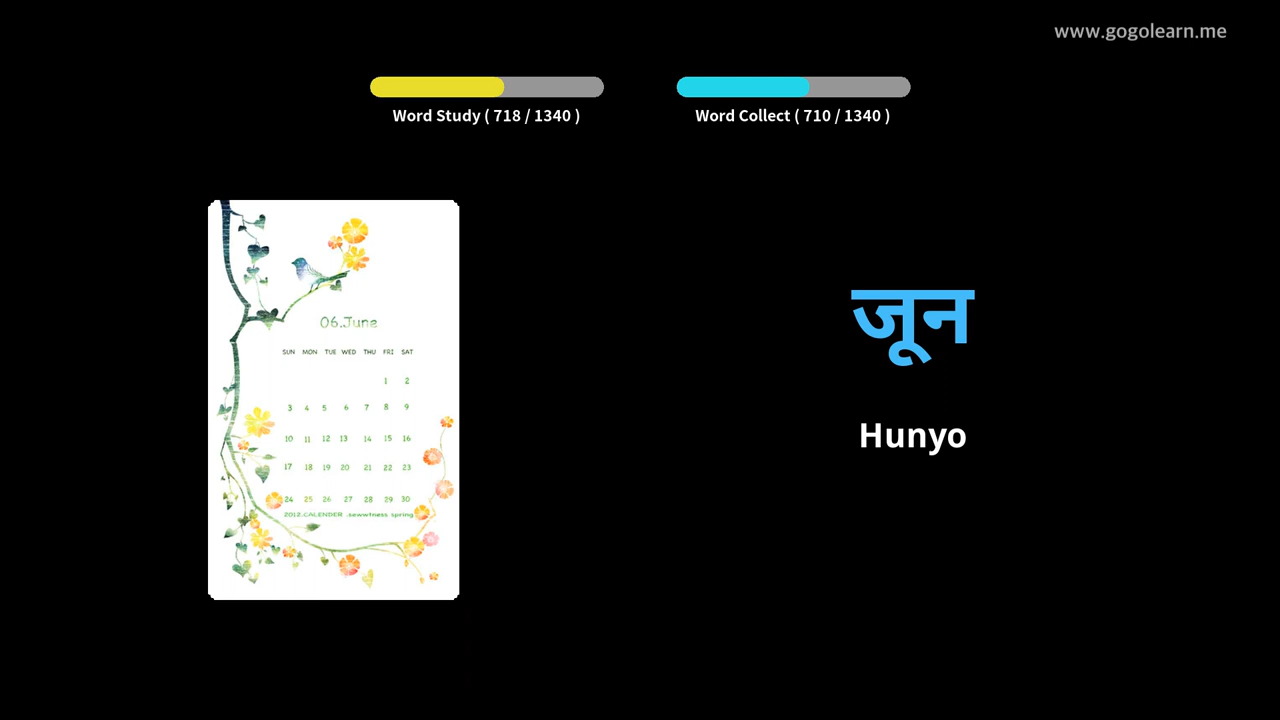 www.gogolearn.me
Word Study ( 718 / 1340 )
Word Collect ( 710 / 1340 )
06.June
SUN MON TUE WED THU FRI SAT
1 2
3 4 5 6 7 8 9
10 11 12 13 14 15 16
17 18 19 20 21 22 23
24 25 26 27 28 29 30
2012.CALENDER .sewwtness spring
जून
Hunyo